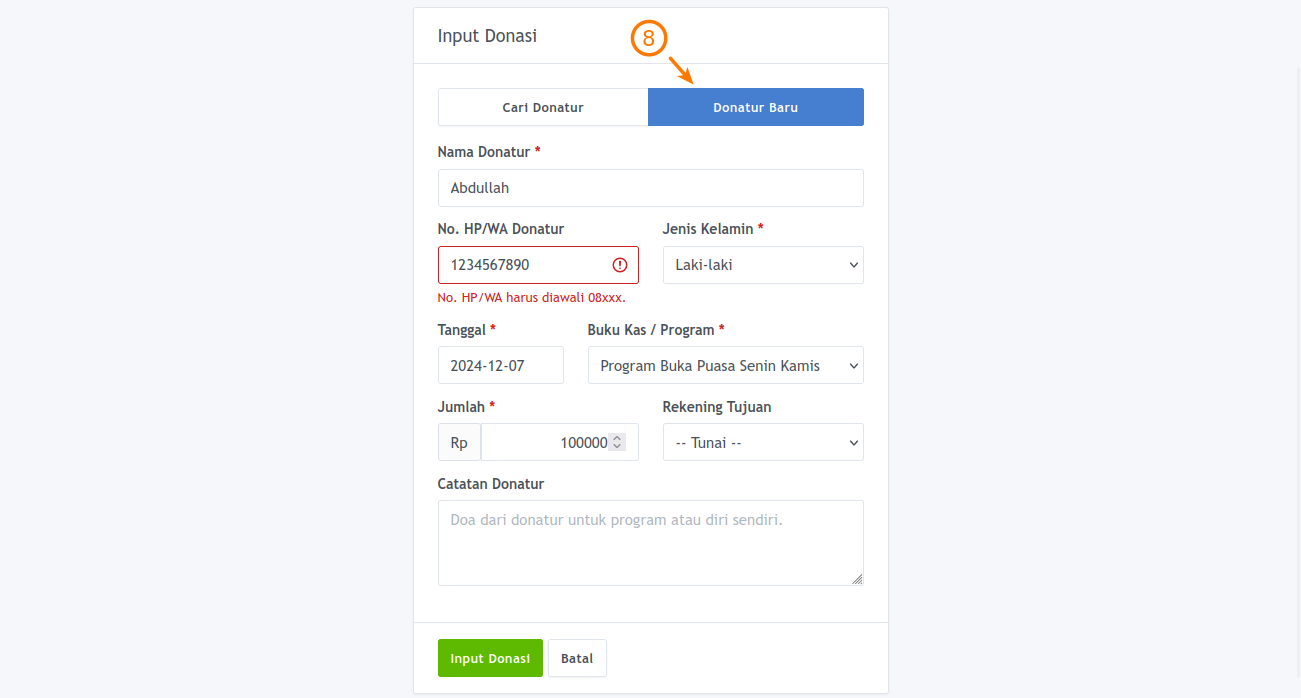 Input Donasi
8
Cari Donatur
Donatur Baru
Nama Donatur *
Abdullah
No. HP/WA Donatur
Jenis Kelamin *
1234567890
Laki-laki
No. HP/WA harus diawali 08xxx.
Tanggal *
Buku Kas / Program *
2024-12-07
Program Buka Puasa Senin Kamis
Jumlah *
Rekening Tujuan
Rp
100000
-- Tunai --
Catatan Donatur
Doa dari donatur untuk program atau diri sendiri.
Input Donasi
Batal